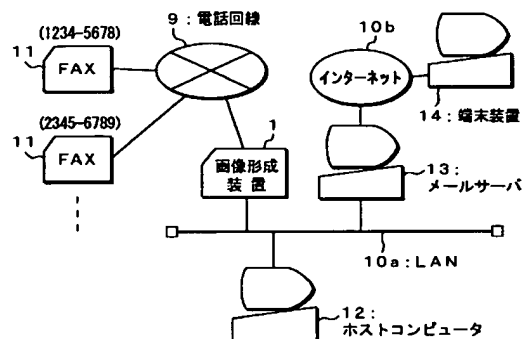 (1234-5678)
11
FAX
9:電話回線
10b
インターネット
14:端末装置
(2345-6789)
11
FAX
1
画像形成
装置
13:
メールサーバ
10a:LAN
12:
ホストコンピュータ